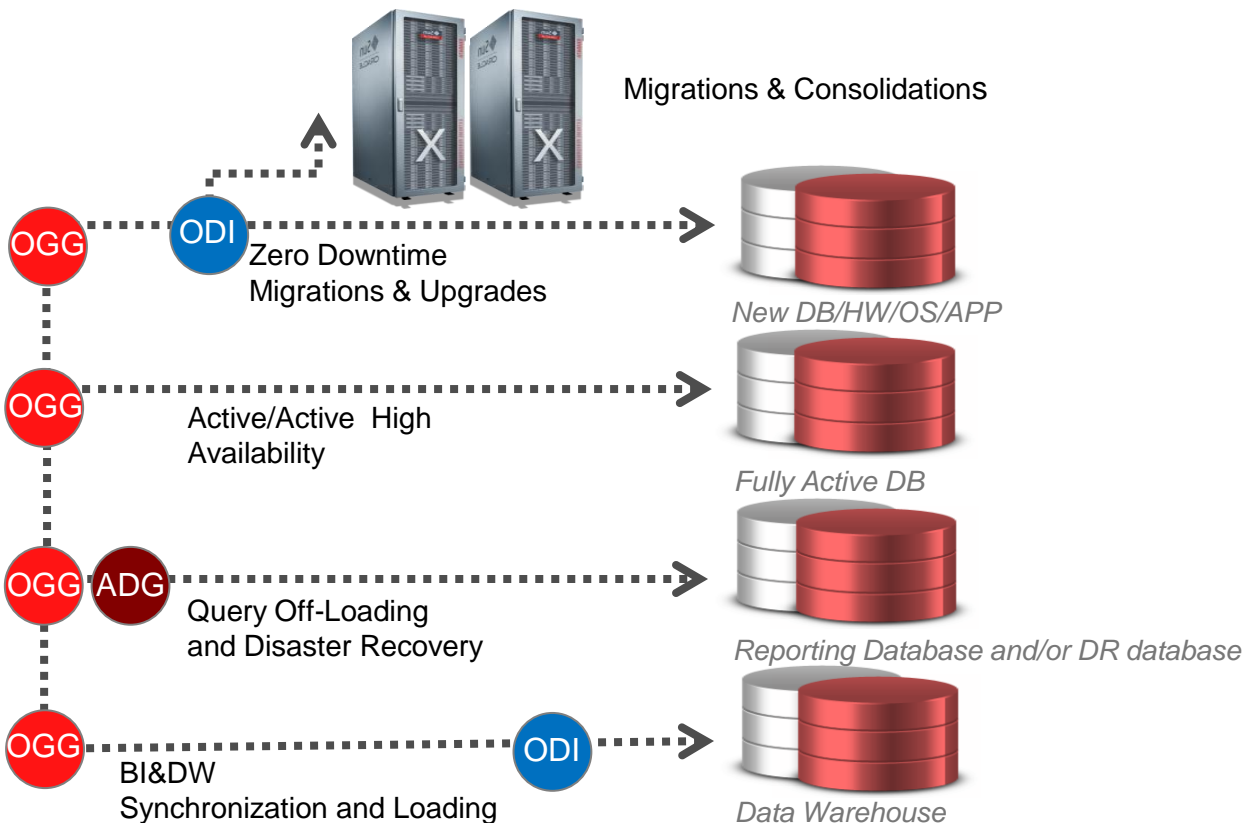 Migrations & Consolidations
X X
OGG
ODI
Zero Downtime
Migrations & Upgrades
New DB/HW/OS/APP
OGG
Active/Active High
Availability
Fully Active DB
OGG
ADG
Query Off-Loading
and Disaster Recovery
Reporting Database and/or DR database
OGG
ODI
BI&DW
Synchronization and Loading
Data Warehouse